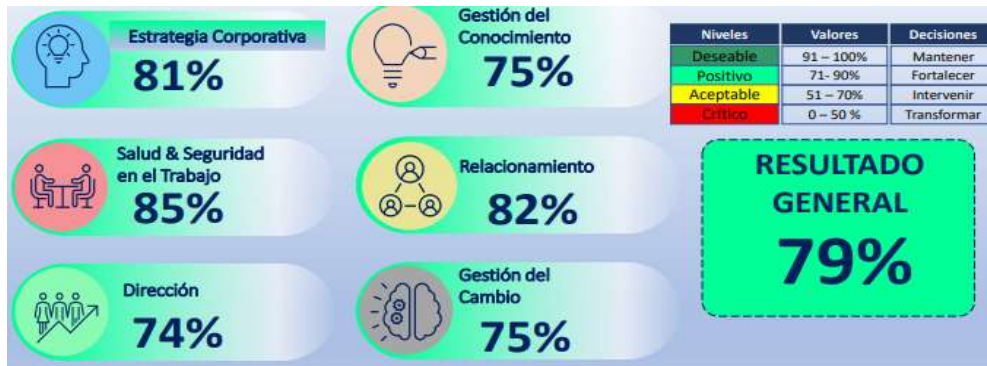 Estrategia Corporativa
81%
Gestión del
Conocimiento
75%
Salud & Seguridad
en el Trabajo
85%
Relacionamiento
82%
Dirección
74%
Gestión del
Cambio
75%
Niveles Valores Decisiones
Deseable 91 – 100% Mantener
Positivo 71- 90% Fortalecer
Aceptable 51 – 70% Intervenir
Crítico 0 – 50 % Transformar
RESULTADO
GENERAL
79%